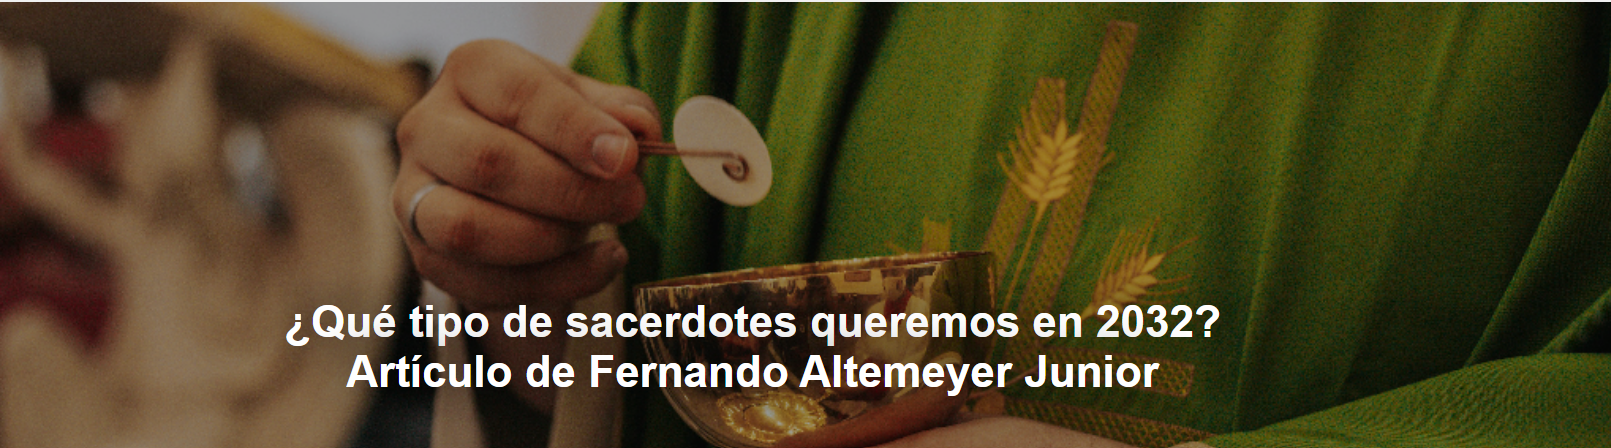 ¿Qué tipo de sacerdotes queremos en 2032?
Artículo de Fernando Altemeyer Junior